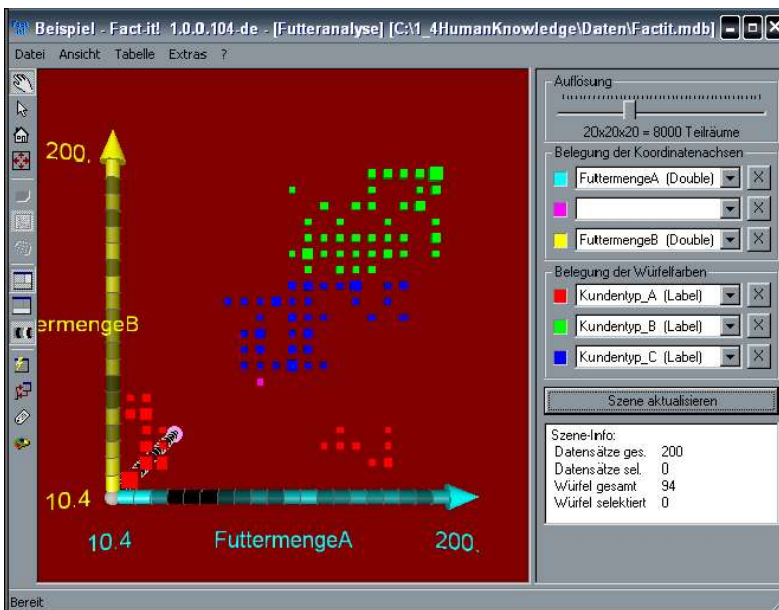 Beispiel - Fact-it! 1.0.0.104-de - [Futteranalyse] [C:\1_4HumanKnowledge\Daten\Factit.mdb]
Datei Ansicht Tabelle Extras ?
200.
ermengeB
10.4
10.4 FuttermengeA 200.
Auflösung
20x20x20 = 8000 Teilräume
Belegung der Koordinatenachsen
FuttermengeA (Double) X
X
FuttermengeB (Double) X
Belegung der Würfelfarben
Kundentyp_A (Label) X
Kundentyp_B (Label) X
Kundentyp_C (Label) X
Szene aktualisieren
Szene-Info:
Datensätze ges. 200
Datensätze sel. 0
Würfel gesamt 94
Würfel selektiert 0
Bereit